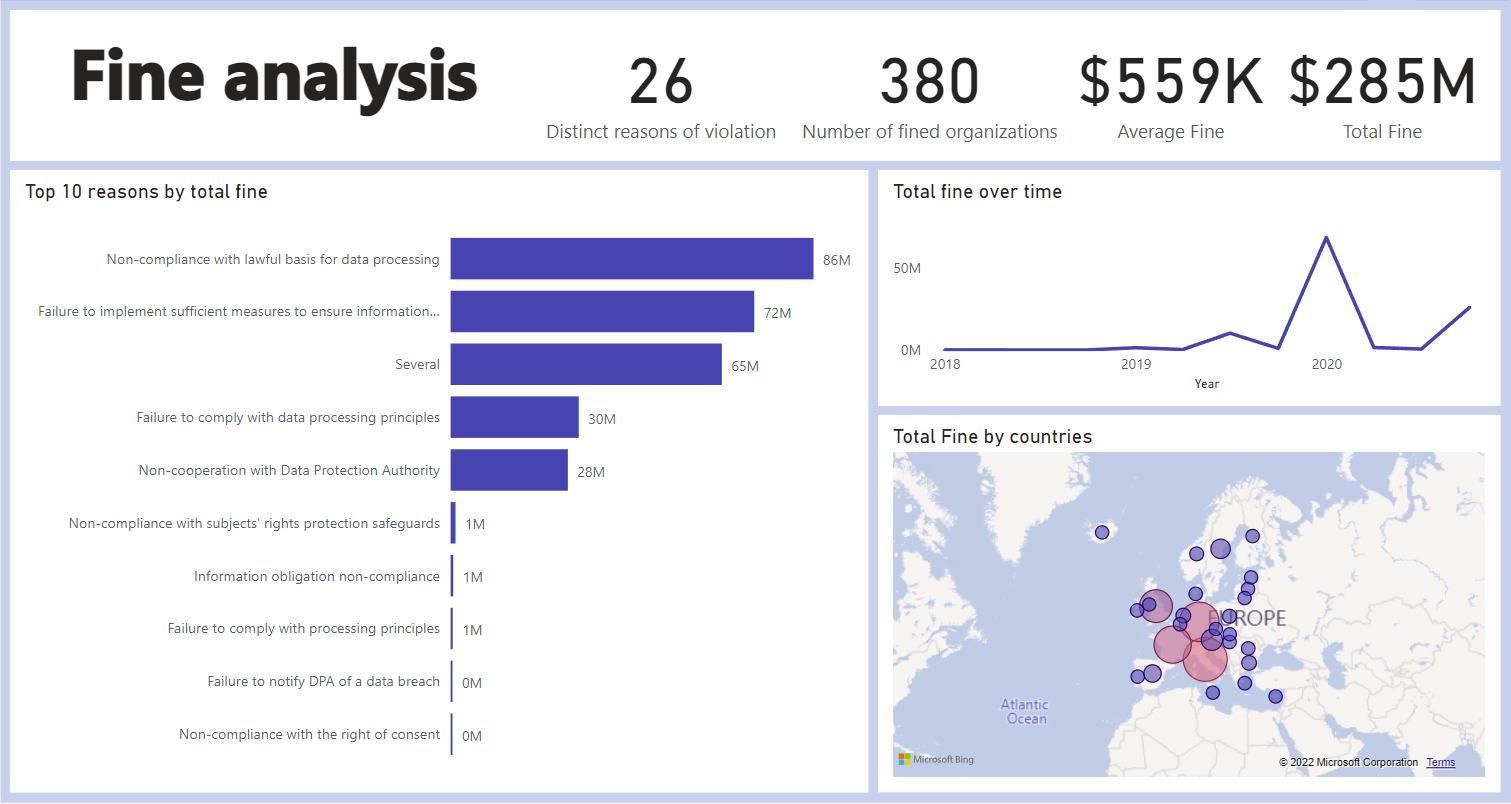 Fine analysis
26
Distinct reasons of violation
380
Number of fined organizations
$559K
Average Fine
$285M
Total Fine
Top 10 reasons by total fine
Non-compliance with lawful basis for data processing 86M
Failure to implement sufficient measures to ensure information... 72M
Several 65M
Failure to comply with data processing principles 30M
Non-cooperation with Data Protection Authority 28M
Non-compliance with subjects' rights protection safeguards 1M
Information obligation non-compliance 1M
Failure to comply with processing principles 1M
Failure to notify DPA of a data breach 0M
Non-compliance with the right of consent 0M
Total fine over time
50M
0M
2018 2019 2020
Year
Total Fine by countries
EUROPE
Atlantic
Ocean
Microsoft Bing
© 2022 Microsoft Corporation Terms